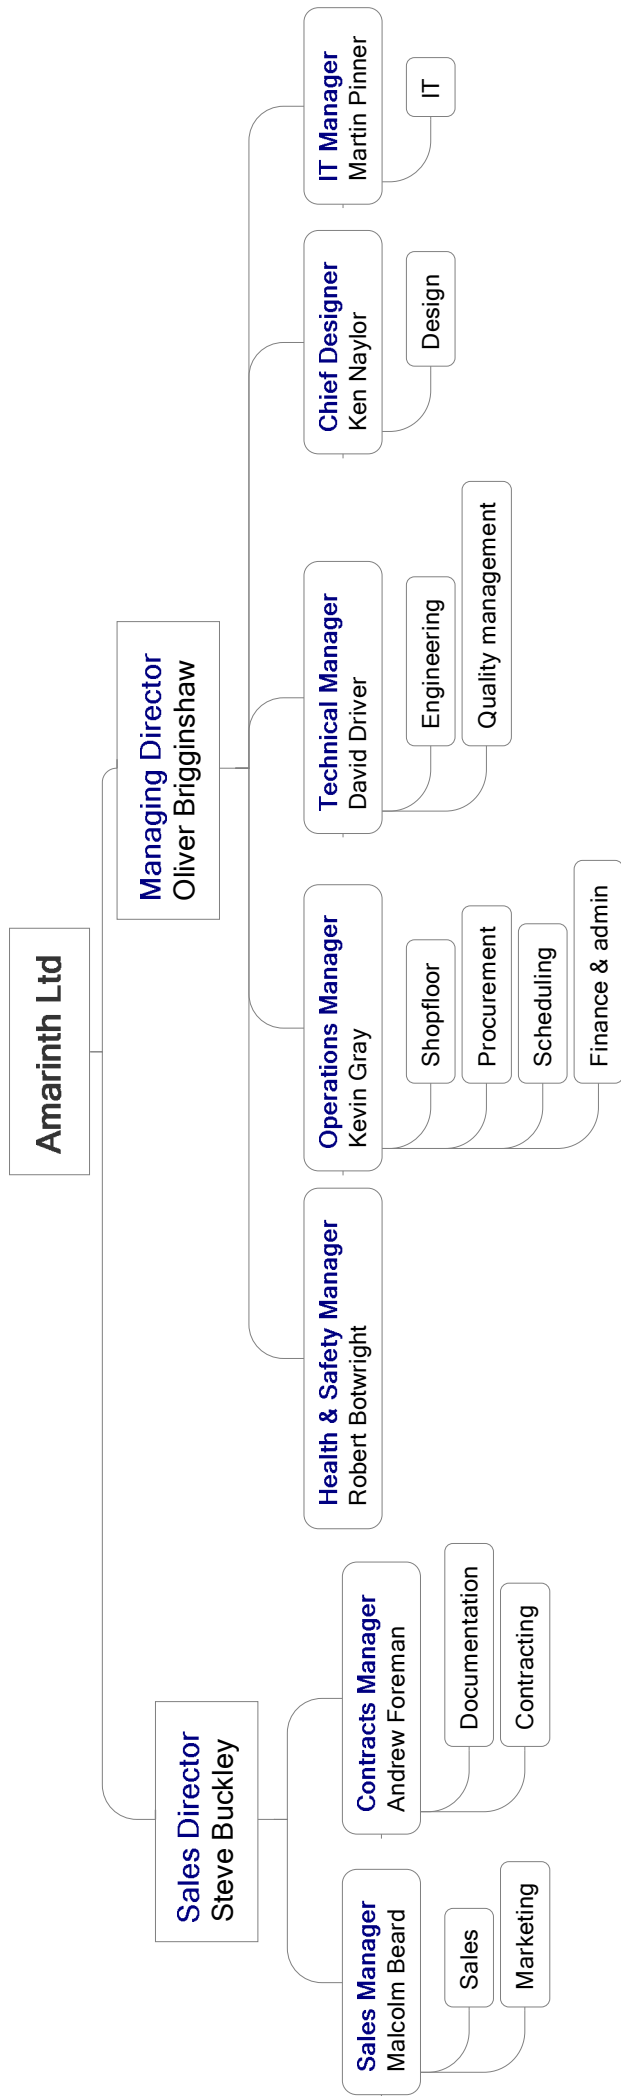 Amarinth Ltd
Sales Director
Steve Buckley
Managing Director
Oliver Brigginshaw
Sales Manager
Malcolm Beard
Sales
Marketing
Contracts Manager
Andrew Foreman
Documentation
Contracting
Health & Safety Manager
Robert Botwright
Operations Manager
Kevin Gray
Shopfloor
Procurement
Scheduling
Finance & admin
Technical Manager
David Driver
Engineering
Quality management
Chief Designer
Ken Naylor
Design
IT Manager
Martin Pinner
IT